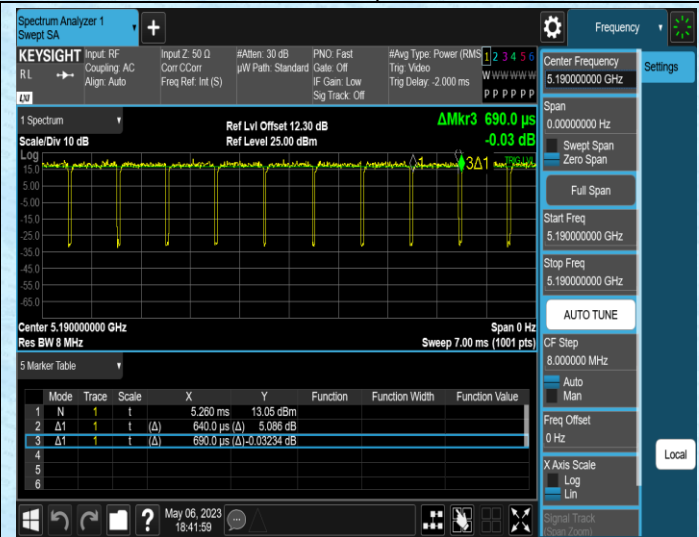 Spectrum Analyzer 1
Swept SA
Frequency
KEYSIGHT
RL
LXI
Input: RF
Coupling: AC
Align: Auto
Input Z: 50 Ω
Corr CCorr
Freq Ref: Int (S)
#Atten: 30 dB
µW Path: Standard
PNO: Fast
Gate: Off
IF Gain: Low
Sig Track: Off
#Avg Type: Power (RMS
Trig: Video
Trig Delay: -2.000 ms
1 2 3 4 5 6
W W W W W W
P P P P P P
1 Spectrum
Scale/Div 10 dB
Ref Lvl Offset 12.30 dB
Ref Level 25.00 dBm
ΔMkr3 690.0 µs
-0.03 dB
Log
15.0
5.00
-5.00
-15.0
-25.0
-35.0
-45.0
-55.0
-65.0
Δ1
3Δ1
TRIG LVL
Center 5.190000000 GHz
Res BW 8 MHz
Span 0 Hz
Sweep 7.00 ms (1001 pts)
5 Marker Table
Mode Trace Scale X Y Function Function Width Function Value
1 N 1 t 5.260 ms 13.05 dBm
2 Δ1 1 t (Δ) 640.0 µs (Δ) 5.086 dB
3 Δ1 1 t (Δ) 690.0 µs (Δ) -0.03234 dB
4
5
6
May 06, 2023
18:41:59
Center Frequency
5.190000000 GHz
Settings
Span
0.00000000 Hz
Swept Span
Zero Span
Full Span
Start Freq
5.190000000 GHz
Stop Freq
5.190000000 GHz
AUTO TUNE
CF Step
8.000000 MHz
Auto
Man
Freq Offset
0 Hz
Local
X Axis Scale
Log
Lin
Signal Track
(Span Zoom)